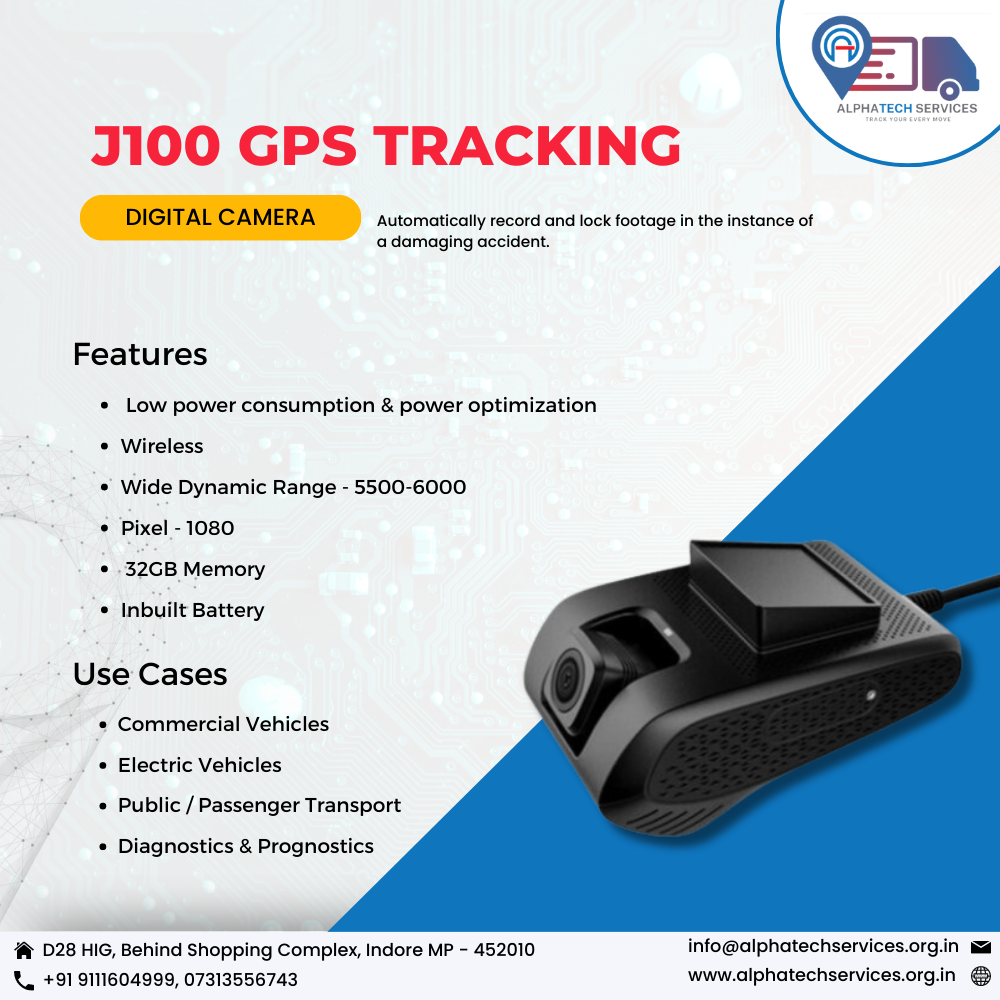 ALPHATECH SERVICES
TRACK YOUR EVERY MOVE
J100 GPS TRACKING
DIGITAL CAMERA
Automatically record and lock footage in the instance of
a damaging accident.
Features
• Low power consumption & power optimization
• Wireless
• Wide Dynamic Range - 5500-6000
• Pixel - 1080
• 32GB Memory
• Inbuilt Battery
Use Cases
• Commercial Vehicles
• Electric Vehicles
• Public / Passenger Transport
• Diagnostics & Prognostics
D28 HIG, Behind Shopping Complex, Indore MP - 452010
+91 9111604999, 07313556743
info@alphatechservices.org.in
www.alphatechservices.org.in